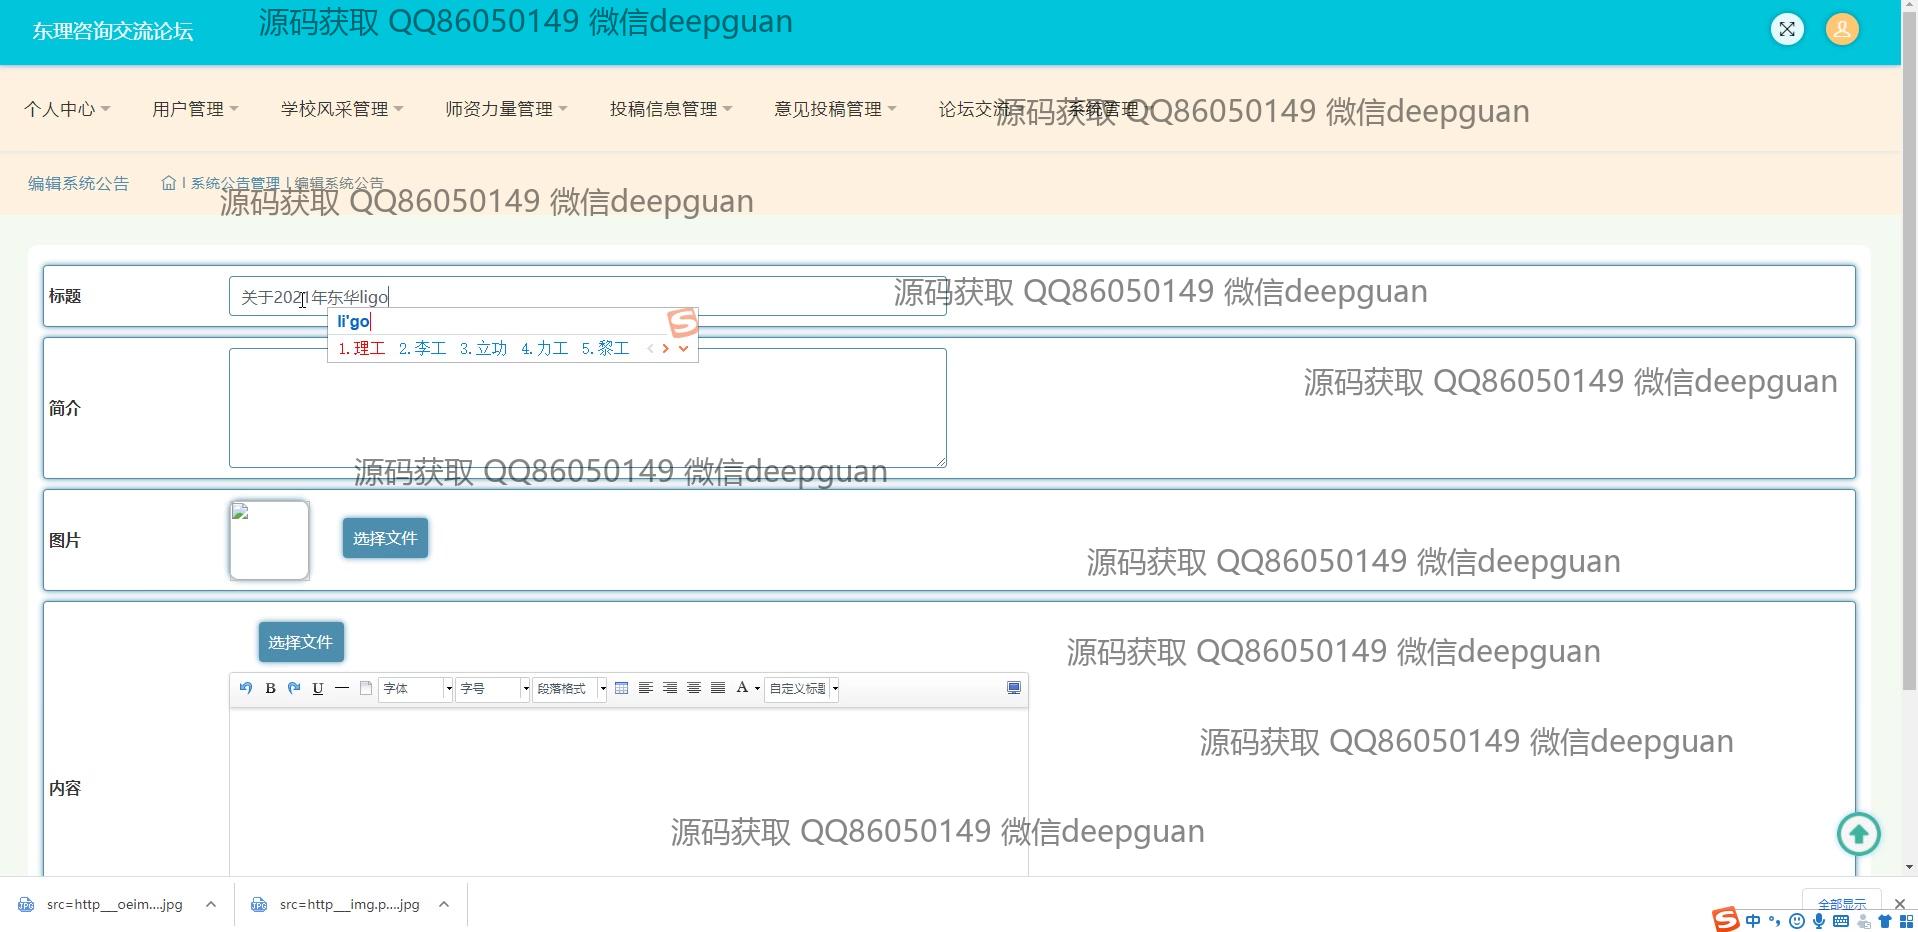 东理咨询交流论坛
源码获取 QQ86050149 微信deepguan
个人中心 用户管理 学校风采管理 师资力量管理 投稿信息管理 意见投稿管理 论坛交流 系统管理
源码获取 QQ86050149 微信deepguan
编辑系统公告 | 系统公告管理 | 编辑系统公告
源码获取 QQ86050149 微信deepguan
标题 关于2021年东华ligo
源码获取 QQ86050149 微信deepguan
li'go
1.理工 2.李工 3.立功 4.力工 5.黎工
源码获取 QQ86050149 微信deepguan
简介
源码获取 QQ86050149 微信deepguan
图片 选择文件
源码获取 QQ86050149 微信deepguan
选择文件
源码获取 QQ86050149 微信deepguan
B U 字体 字号 段落格式 A 自定义标题
源码获取 QQ86050149 微信deepguan
内容
源码获取 QQ86050149 微信deepguan
src=http___oeim....jpg src=http___img.p....jpg 全部显示
中